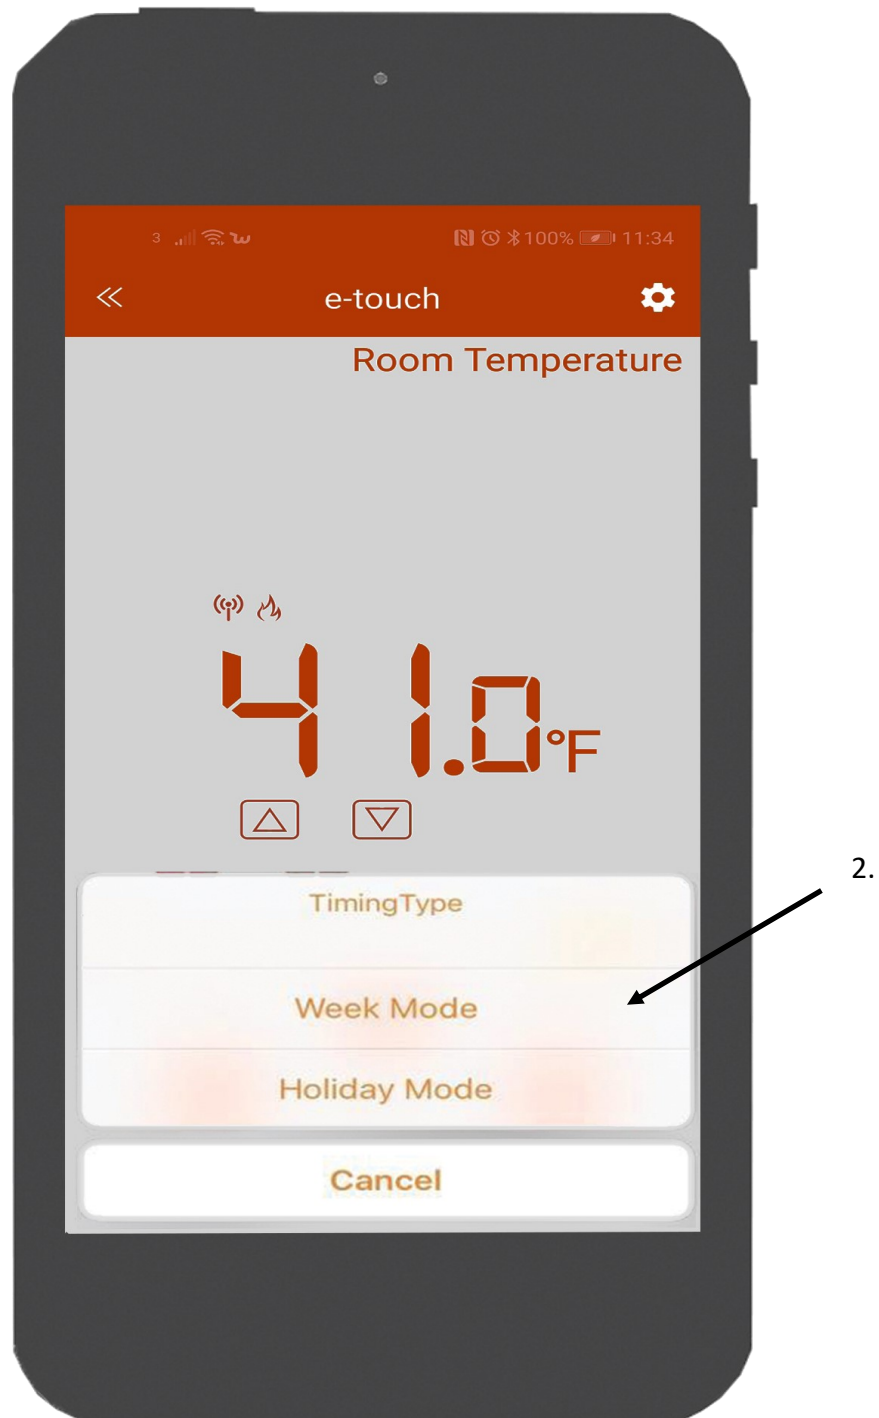 3 100% 11:34
e-touch
Room Temperature
41.0°F
2.
TimingType
Week Mode
Holiday Mode
Cancel